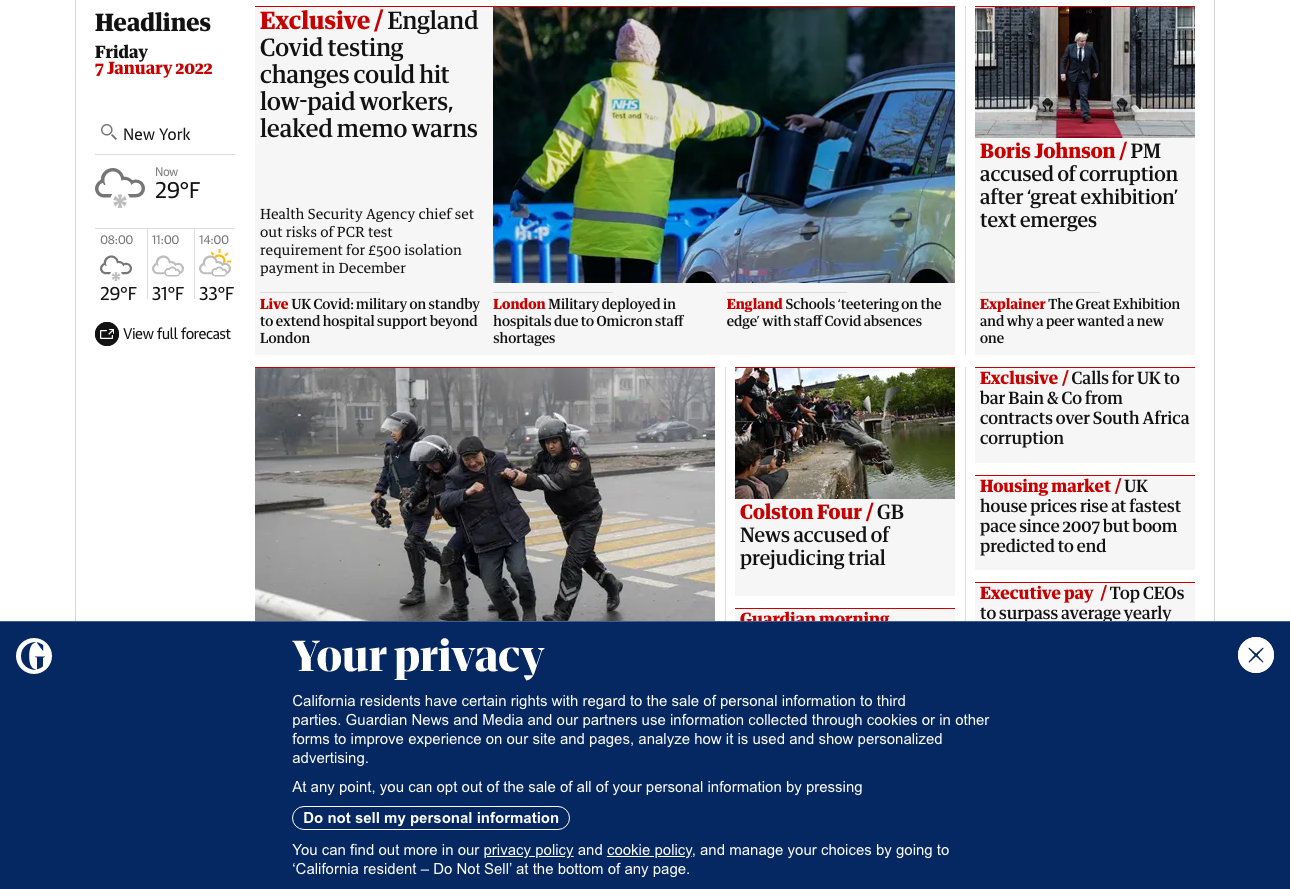 Headlines
Friday
7 January 2022
New York
Now
29°F
08:00
29°F
11:00
31°F
14:00
33°F
View full forecast
Exclusive / England
Covid testing
changes could hit
low-paid workers,
leaked memo warns
Health Security Agency chief set
out risks of PCR test
requirement for £500 isolation
payment in December
NHS
Test and Trace
Live UK Covid: military on standby
to extend hospital support beyond
London
London Military deployed in
hospitals due to Omicron staff
shortages
England Schools ‘teetering on the
edge’ with staff Covid absences
Boris Johnson / PM
accused of corruption
after ‘great exhibition’
text emerges
Explainer The Great Exhibition
and why a peer wanted a new
one
Colston Four / GB
News accused of
prejudicing trial
Guardian morning
Exclusive / Calls for UK to
bar Bain & Co from
contracts over South Africa
corruption
Housing market / UK
house prices rise at fastest
pace since 2007 but boom
predicted to end
Executive pay / Top CEOs
to surpass average yearly
Your privacy
California residents have certain rights with regard to the sale of personal information to third
parties. Guardian News and Media and our partners use information collected through cookies or in other
forms to improve experience on our site and pages, analyze how it is used and show personalized
advertising.
At any point, you can opt out of the sale of all of your personal information by pressing
Do not sell my personal information
You can find out more in our privacy policy and cookie policy, and manage your choices by going to
‘California resident – Do Not Sell’ at the bottom of any page.